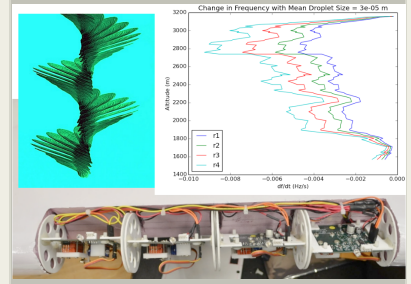 Change in Frequency with Mean Droplet Size = 3e-05 m
3200
3000
2800
2600
2400
2200
2000
1800
1600
1400
Altitude (m)
r1
r2
r3
r4
-0.010
-0.008
-0.006
-0.004
-0.002
0.000
df/dt (Hz/s)